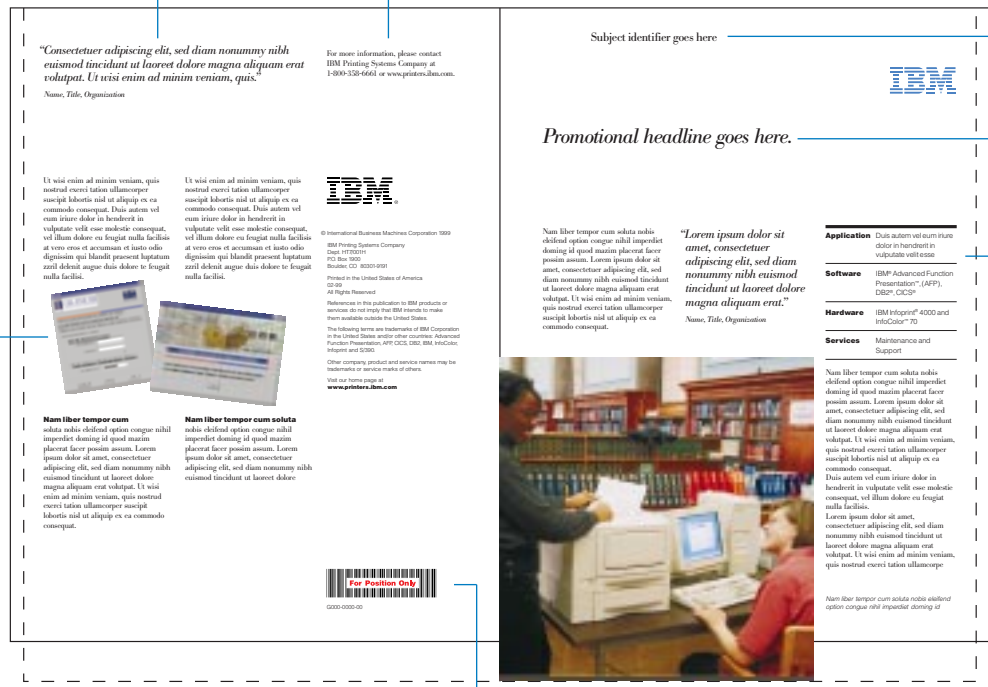 “Consectetuer adipiscing elit, sed diam nonummy nibh
euismod tincidunt ut laoreet dolore magna aliquam erat
volutpat. Ut wisi enim ad minim veniam, quis.”
Name, Title, Organization
For more information, please contact
IBM Printing Systems Company at
1-800-358-6661 or www.printers.ibm.com.
Ut wisi enim ad minim veniam, quis
nostrud exerci tation ullamcorper
suscipit lobortis nisl ut aliquip ex ea
commodo consequat. Duis autem vel
eum iriure dolor in hendrerit in
vulputate velit esse molestie consequat,
vel illum dolore eu feugiat nulla facilisis
at vero eros et accumsan et iusto odio
dignissim qui blandit praesent luptatum
zzril delenit augue duis dolore te feugait
nulla facilisi.
Ut wisi enim ad minim veniam, quis
nostrud exerci tation ullamcorper
suscipit lobortis nisl ut aliquip ex ea
commodo consequat. Duis autem vel
eum iriure dolor in hendrerit in
vulputate velit esse molestie consequat,
vel illum dolore eu feugiat nulla facilisis
at vero eros et accumsan et iusto odio
dignissim qui blandit praesent luptatum
zzril delenit augue duis dolore te feugait
nulla facilisi.
Nam liber tempor cum
soluta nobis eleifend option congue nihil
imperdiet doming id quod mazim
placerat facer possim assum. Lorem
ipsum dolor sit amet, consectetuer
adipiscing elit, sed diam nonummy nibh
euismod tincidunt ut laoreet dolore
magna aliquam erat volutpat. Ut wisi
enim ad minim veniam, quis nostrud
exerci tation ullamcorper suscipit
lobortis nisl ut aliquip ex ea commodo
consequat.
Nam liber tempor cum soluta
nobis eleifend option congue nihil
imperdiet doming id quod mazim
placerat facer possim assum. Lorem
ipsum dolor sit amet, consectetuer
adipiscing elit, sed diam nonummy nibh
euismod tincidunt ut laoreet dolore
IBM®
© International Business Machines Corporation 1999
IBM Printing Systems Company
Dept. HT7/001H
P.O. Box 1900
Boulder, CO 80301-9191
Printed in the United States of America
02-99
All Rights Reserved
References in this publication to IBM products or
services do not imply that IBM intends to make
them available outside the United States.
The following terms are trademarks of IBM Corporation
in the United States and/or other countries: Advanced
Function Presentation, AFP, CICS, DB2, IBM, InfoColor,
Infoprint and S/390.
Other company, product and service names may be
trademarks or service marks of others.
Visit our home page at
www.printers.ibm.com
For Position Only
G000-0000-00
Subject identifier goes here
IBM
Promotional headline goes here.
Nam liber tempor cum soluta nobis
eleifend option congue nihil imperdiet
doming id quod mazim placerat facer
possim assum. Lorem ipsum dolor sit
amet, consectetuer adipiscing elit, sed
diam nonummy nibh euismod tincidunt
ut laoreet dolore magna aliquam erat
volutpat. Ut wisi enim ad minim veniam,
quis nostrud exerci tation ullamcorper
suscipit lobortis nisl ut aliquip ex ea
commodo consequat.
“Lorem ipsum dolor sit
amet, consectetuer
adipiscing elit, sed diam
nonummy nibh euismod
tincidunt ut laoreet dolore
magna aliquam erat.”
Name, Title, Organization
Application Duis autem vel eum iriure
dolor in hendrerit in
vulputate velit esse
Software IBM® Advanced Function
Presentation™, (AFP),
DB2®, CICS®
Hardware IBM Infoprint® 4000 and
InfoColor™ 70
Services Maintenance and
Support
Nam liber tempor cum soluta nobis
eleifend option congue nihil imperdiet
doming id quod mazim placerat facer
possim assum. Lorem ipsum dolor sit
amet, consectetuer adipiscing elit, sed
diam nonummy nibh euismod tincidunt
ut laoreet dolore magna aliquam erat
volutpat. Ut wisi enim ad minim veniam,
quis nostrud exerci tation ullamcorper
suscipit lobortis nisl ut aliquip ex ea
commodo consequat.
Duis autem vel eum iriure dolor in
hendrerit in vulputate velit esse molestie
consequat, vel illum dolore eu feugiat
nulla facilisis.
Lorem ipsum dolor sit amet,
consectetuer adipiscing elit, sed diam
nonummy nibh euismod tincidunt ut
laoreet dolore magna aliquam erat
volutpat. Ut wisi enim ad minim veniam,
quis nostrud exerci tation ullamcorpe
Nam liber tempor cum soluta nobis eleifend
option congue nihil imperdiet doming id